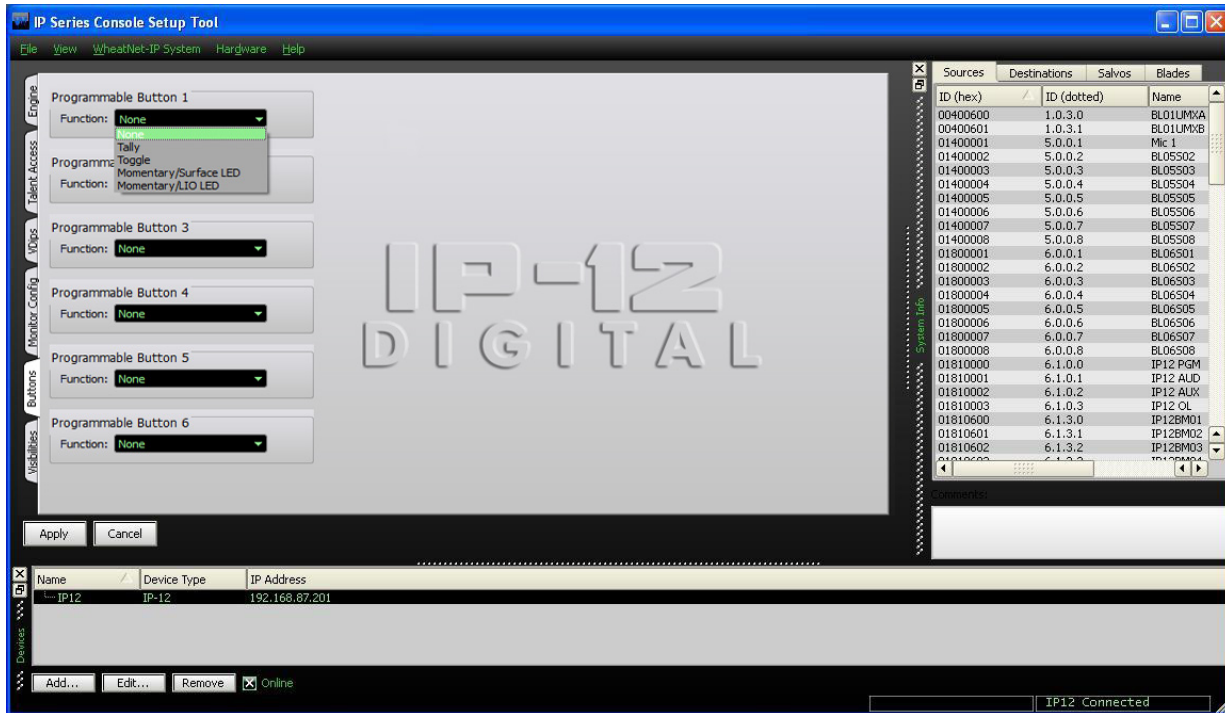 IP Series Console Setup Tool
File View WheatNet-IP System Hardware Help
Engine
Talent Access
VDips
Monitor Config
Buttons
Visibilities
Programmable Button 1
Function: None
None
Tally
Toggle
Momentary/Surface LED
Momentary/LIO LED
Programma
Function:
Programmable Button 3
Function: None
Programmable Button 4
Function: None
Programmable Button 5
Function: None
Programmable Button 6
Function: None
IP-12
DIGITAL
Apply Cancel
System Info
Sources Destinations Salvos Blades
ID (hex) ID (dotted) Name
00400600 1.0.3.0 BL01UMXA
00400601 1.0.3.1 BL01UMXB
01400001 5.0.0.1 Mic 1
01400002 5.0.0.2 BL05S02
01400003 5.0.0.3 BL05S03
01400004 5.0.0.4 BL05S04
01400005 5.0.0.5 BL05S05
01400006 5.0.0.6 BL05S06
01400007 5.0.0.7 BL05S07
01400008 5.0.0.8 BL05S08
01800001 6.0.0.1 BL06S01
01800002 6.0.0.2 BL06S02
01800003 6.0.0.3 BL06S03
01800004 6.0.0.4 BL06S04
01800005 6.0.0.5 BL06S05
01800006 6.0.0.6 BL06S06
01800007 6.0.0.7 BL06S07
01800008 6.0.0.8 BL06S08
01810000 6.1.0.0 IP12 PGM
01810001 6.1.0.1 IP12 AUD
01810002 6.1.0.2 IP12 AUX
01810003 6.1.0.3 IP12 OL
01810600 6.1.3.0 IP12BM01
01810601 6.1.3.1 IP12BM02
01810602 6.1.3.2 IP12BM03
Comments:
Devices
Name Device Type IP Address
IP12 IP-12 192.168.87.201
Add... Edit... Remove Online
IP12 Connected